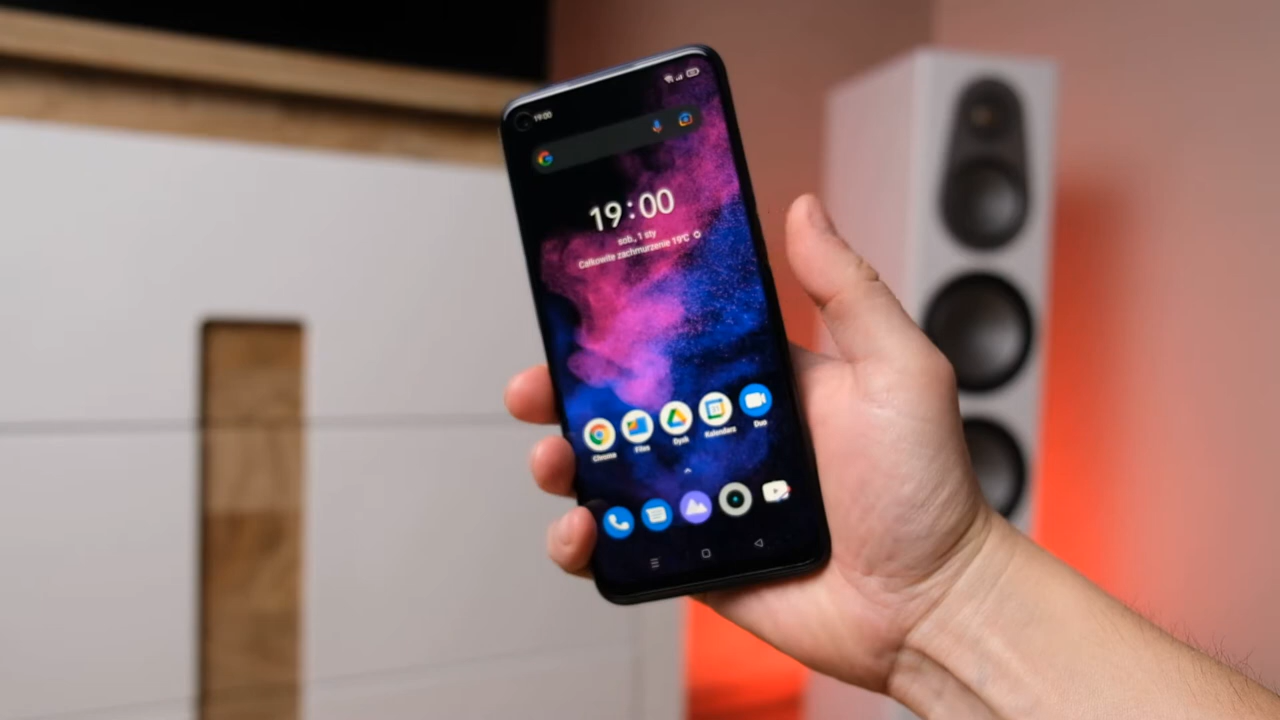 19:00
19:00
sob., 1 sty
Całkowite zachmurzenie 19°C
Chrome
Files
Dysk
Kalendarz
Duo